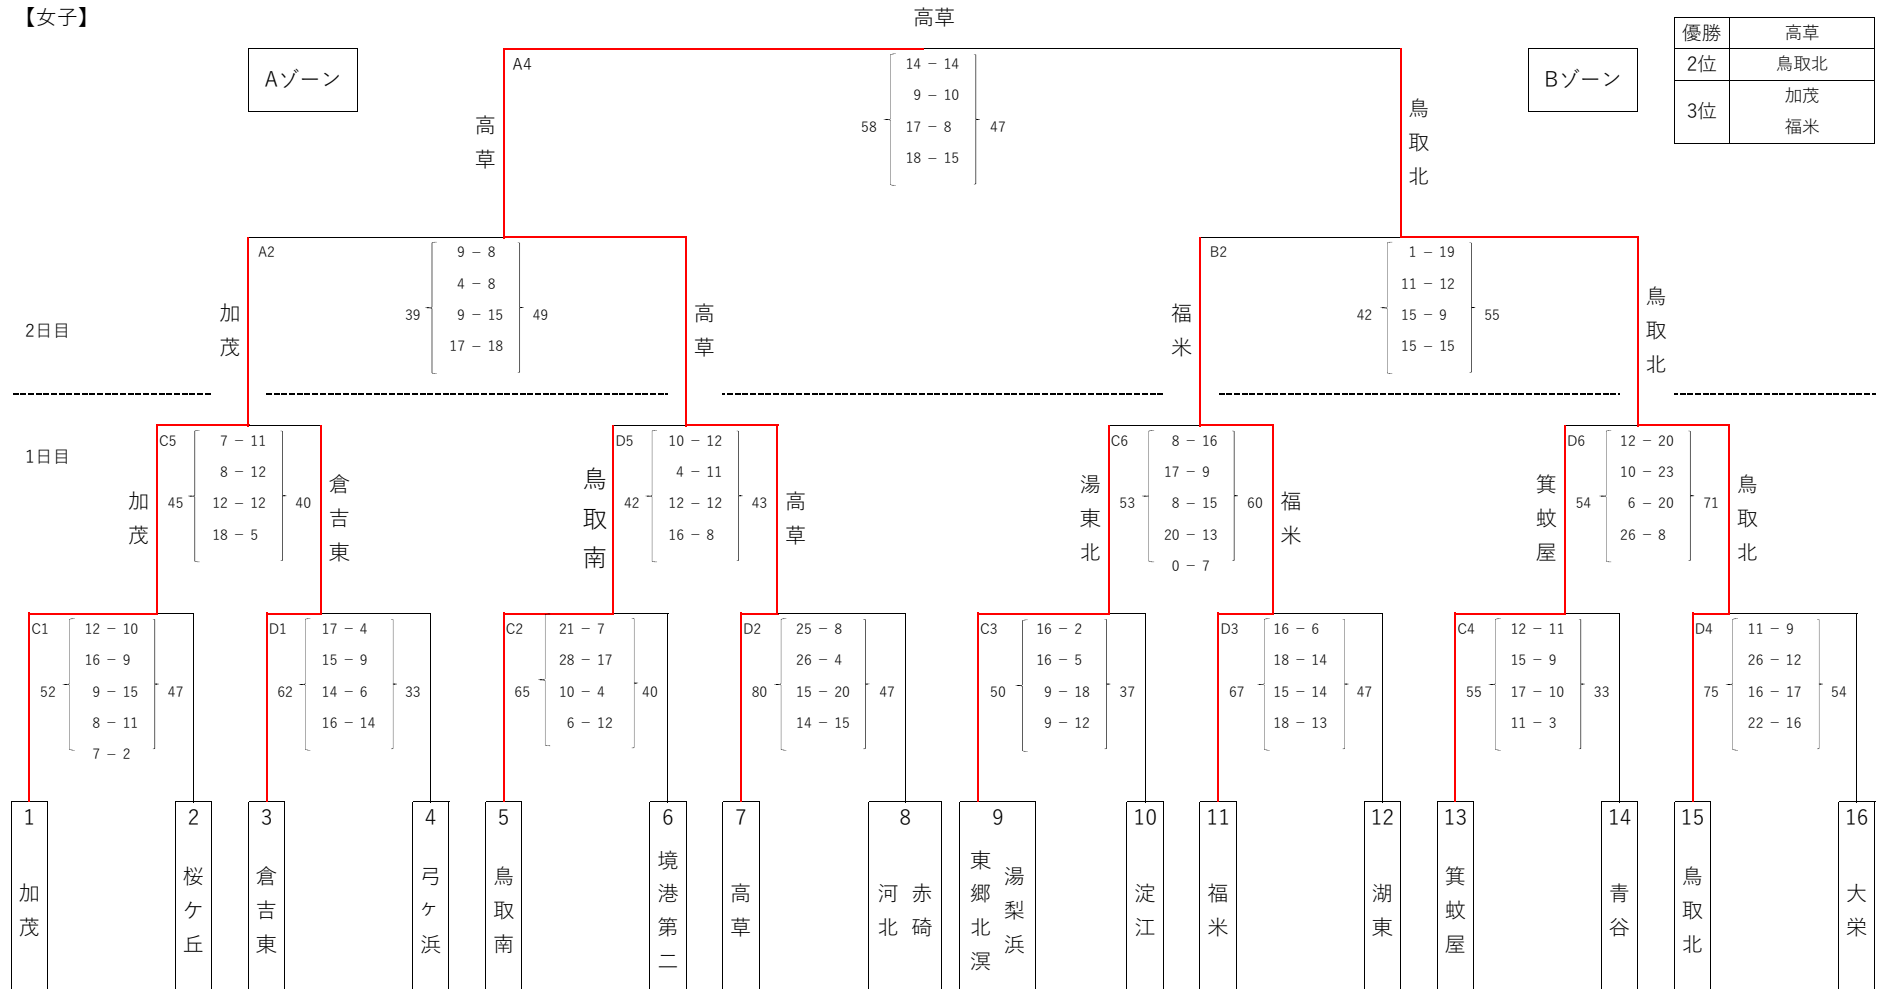 【女子】
高草
優勝 高草
2位 鳥取北
3位 加茂
福米
Aゾーン
Bゾーン
A4
14 − 14
9 − 10
58 17 − 8 47
18 − 15
高草
鳥取北
A2
9 − 8
4 − 8
39 9 − 15 49
17 − 18
B2
1 − 19
11 − 12
42 15 − 9 55
15 − 15
加茂
高草
福米
鳥取北
2日目
1日目
C5
7 − 11
8 − 12
45 12 − 12 40
18 − 5
D5
10 − 12
4 − 11
42 12 − 12 43
16 − 8
C6
8 − 16
17 − 9
53 8 − 15 60
20 − 13
0 − 7
D6
12 − 20
10 − 23
54 6 − 20 71
26 − 8
加茂
倉吉東
鳥取南
高草
湯東北
福米
箕蚊屋
鳥取北
C1
12 − 10
16 − 9
52 9 − 15 47
8 − 11
7 − 2
D1
17 − 4
15 − 9
62 14 − 6 33
16 − 14
C2
21 − 7
28 − 17
65 10 − 4 40
6 − 12
D2
25 − 8
26 − 4
80 15 − 20 47
14 − 15
C3
16 − 2
16 − 5
50 9 − 18 37
9 − 12
D3
16 − 6
18 − 14
67 15 − 14 47
18 − 13
C4
12 − 11
15 − 9
55 17 − 10 33
11 − 3
D4
11 − 9
26 − 12
75 16 − 17 54
22 − 16
1 加茂
2 桜ケ丘
3 倉吉東
4 弓ヶ浜
5 鳥取南
6 境港第二
7 高草
8 赤碕
河北
9 湯梨浜
東郷北溟
10 淀江
11 福米
12 湖東
13 箕蚊屋
14 青谷
15 鳥取北
16 大栄